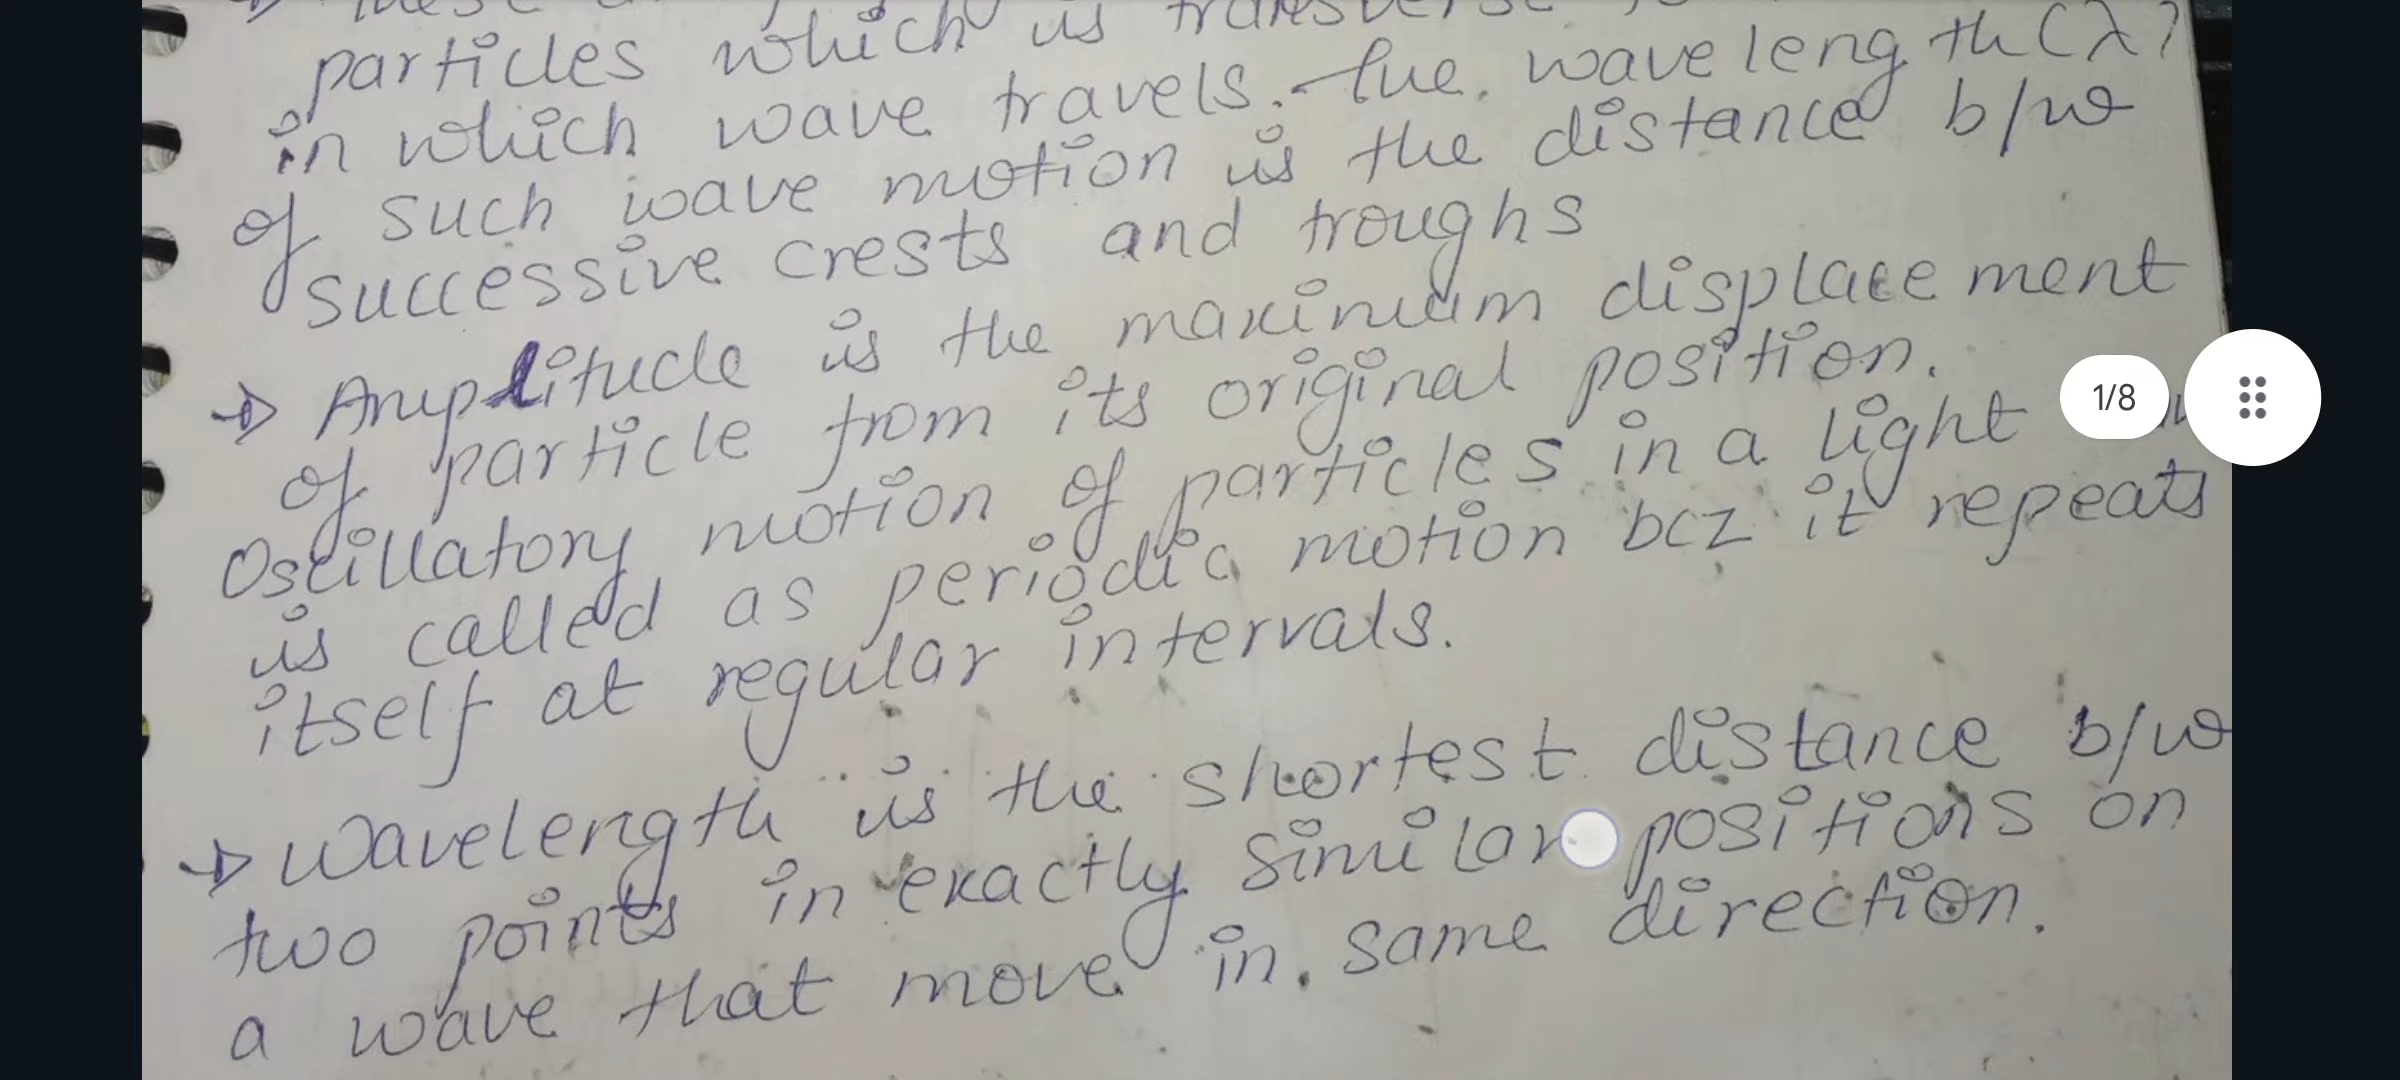 particles which is transverse
in which wave travels. The wavelength (λ)
of such wave motion is the distance b/w
successive crests and troughs
→ Amplitude is the maximum displacement
of particle from its original position.
Oscillatory motion of particles in a light
is called as periodic motion bcz it repeats
itself at regular intervals.
→ Wavelength is the shortest distance b/w
two points in exactly similar positions on
a wave that move in same direction.
1/8